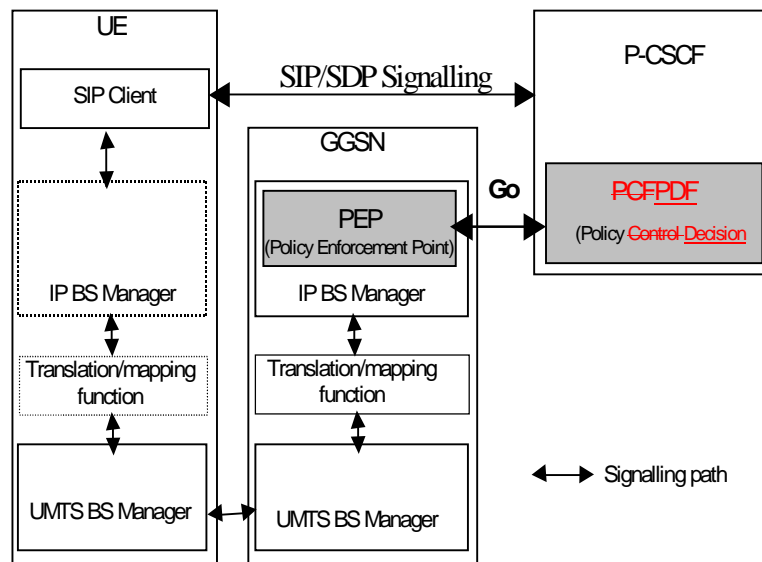 UE
SIP Client
IP BS Manager
Translation/mapping
function
UMTS BS Manager
SIP/SDP Signalling
GGSN
PEP
(Policy Enforcement Point)
IP BS Manager
Translation/mapping
function
UMTS BS Manager
Go
P-CSCF
PCFPDF
(Policy Control Decision
Signalling path